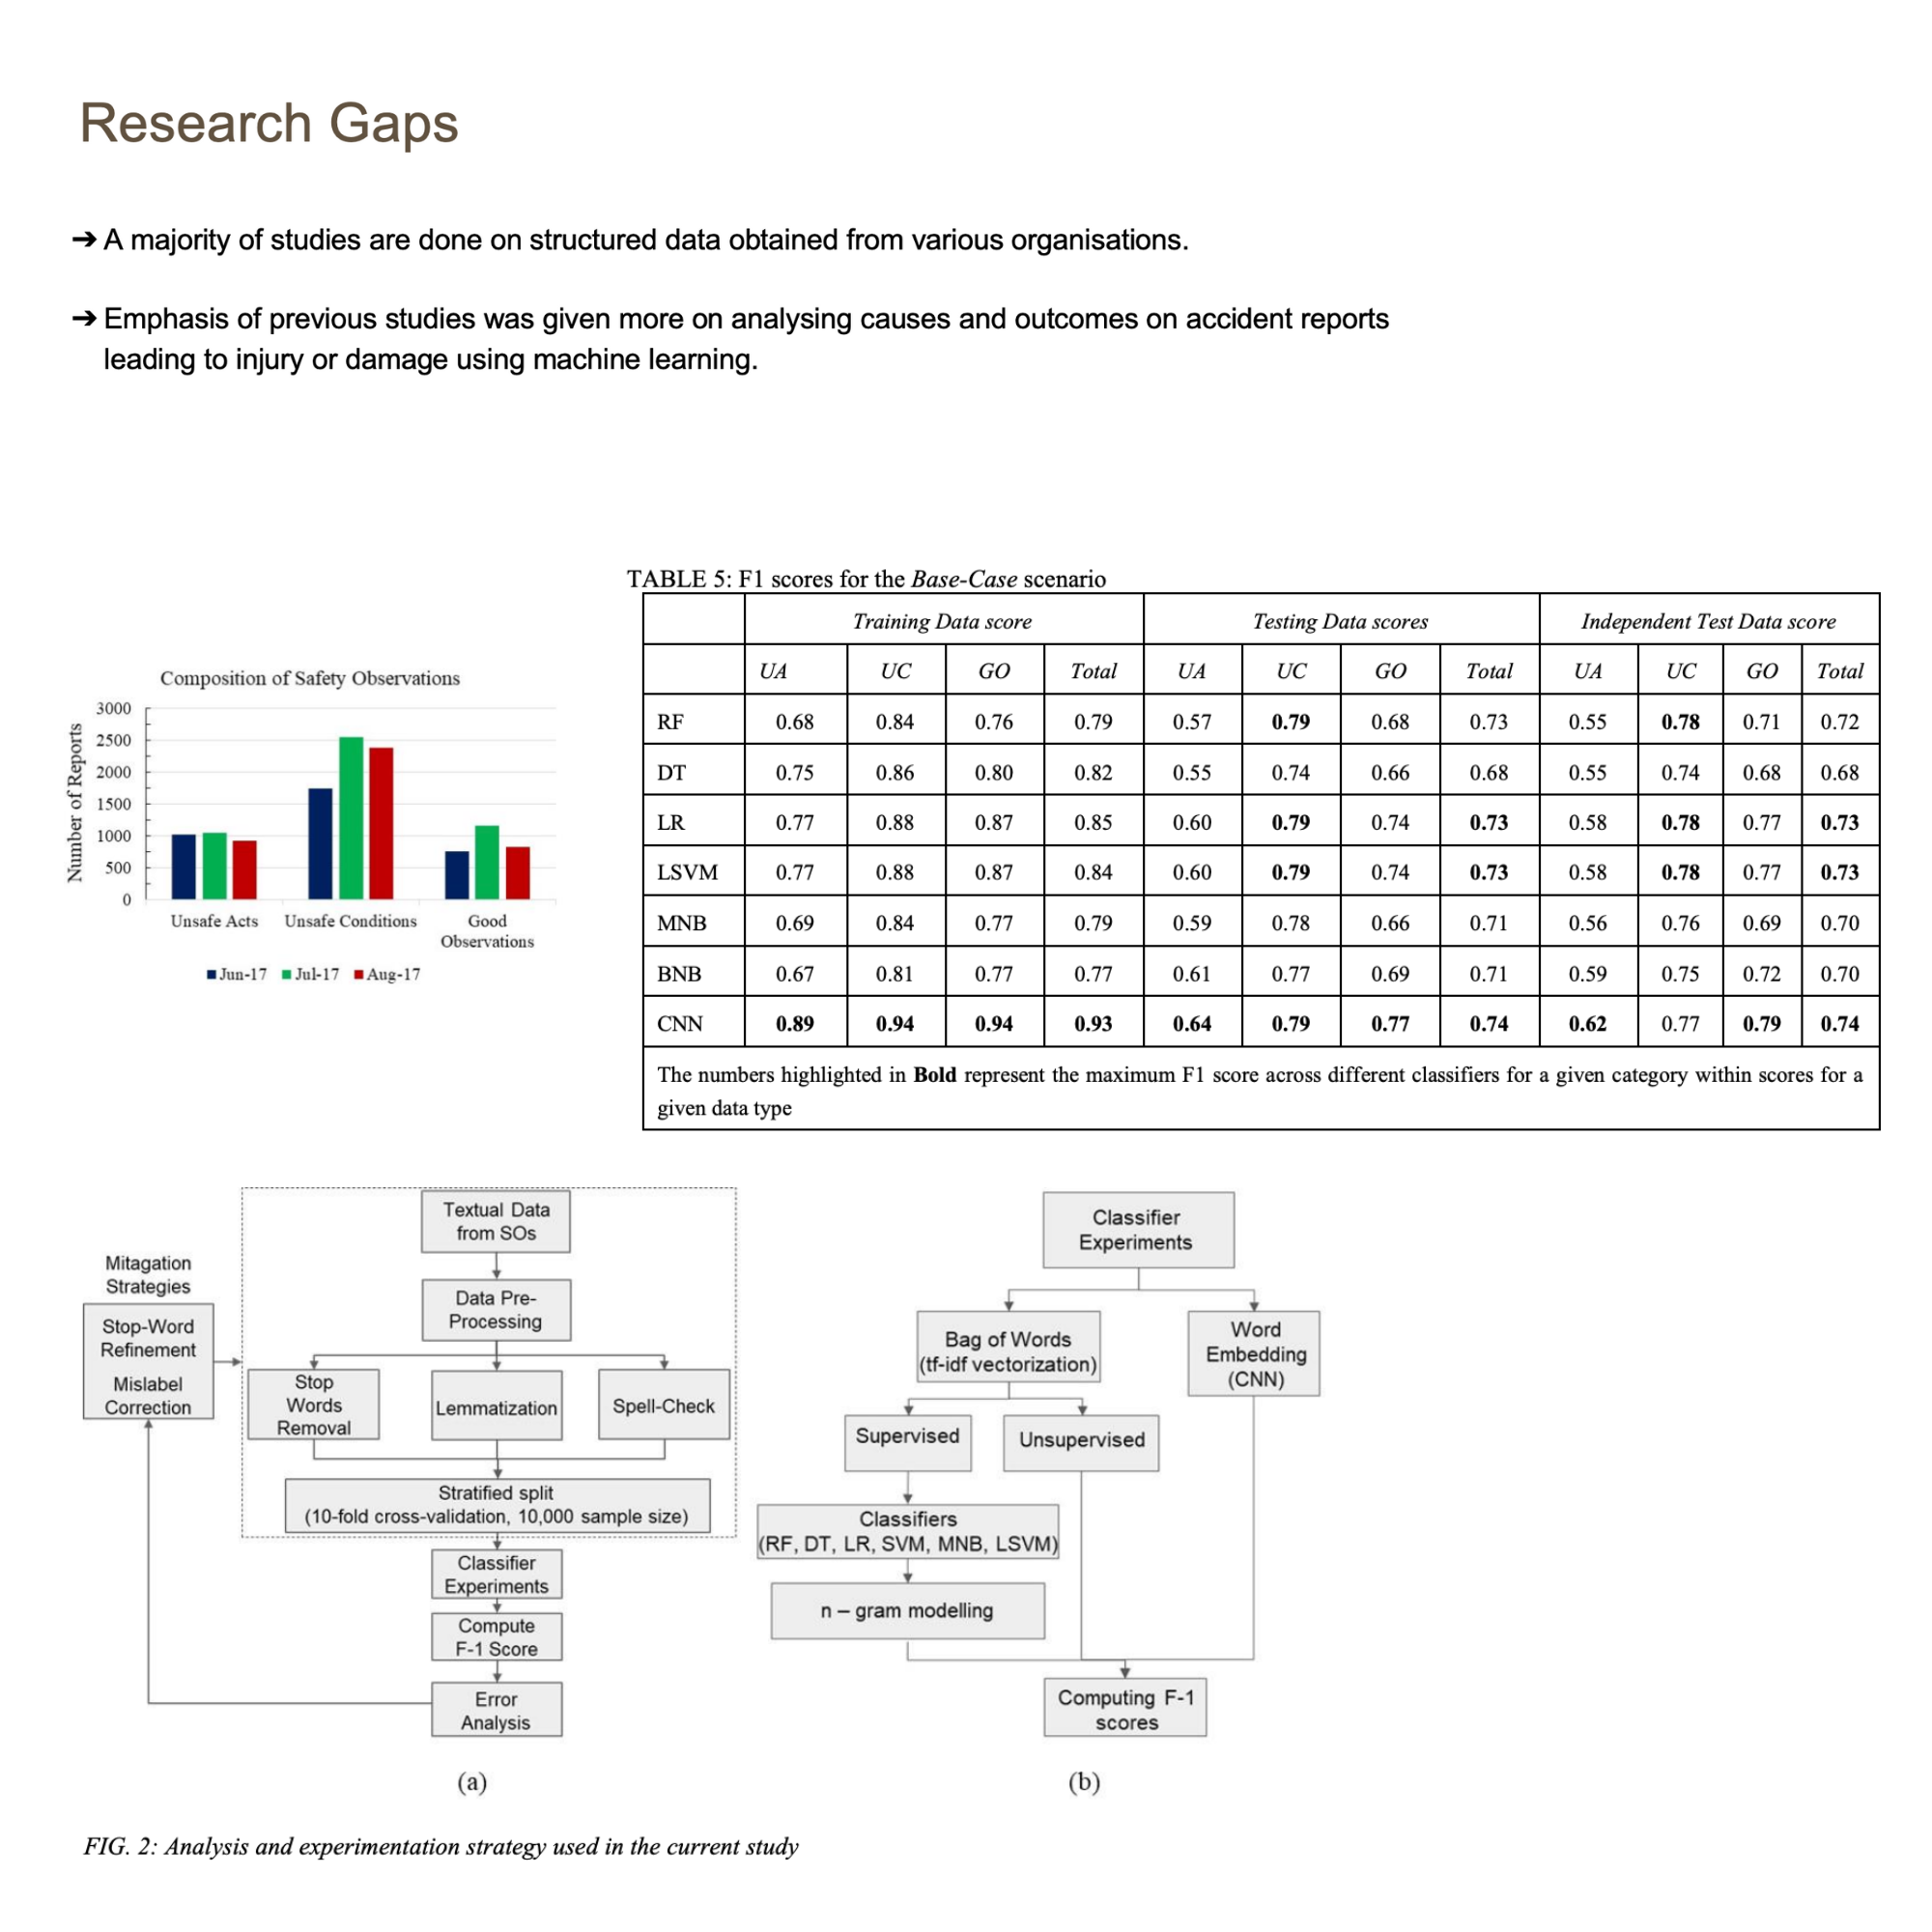 Research Gaps
➔ A majority of studies are done on structured data obtained from various organisations.
➔ Emphasis of previous studies was given more on analysing causes and outcomes on accident reports
leading to injury or damage using machine learning.
Composition of Safety Observations
Number of Reports
3000
2500
2000
1500
1000
500
0
Unsafe Acts Unsafe Conditions Good
Observations
Jun-17 Jul-17 Aug-17
TABLE 5: F1 scores for the Base-Case scenario
Training Data score Testing Data scores Independent Test Data score
UA UC GO Total UA UC GO Total UA UC GO Total
RF 0.68 0.84 0.76 0.79 0.57 0.79 0.68 0.73 0.55 0.78 0.71 0.72
DT 0.75 0.86 0.80 0.82 0.55 0.74 0.66 0.68 0.55 0.74 0.68 0.68
LR 0.77 0.88 0.87 0.85 0.60 0.79 0.74 0.73 0.58 0.78 0.77 0.73
LSVM 0.77 0.88 0.87 0.84 0.60 0.79 0.74 0.73 0.58 0.78 0.77 0.73
MNB 0.69 0.84 0.77 0.79 0.59 0.78 0.66 0.71 0.56 0.76 0.69 0.70
BNB 0.67 0.81 0.77 0.77 0.61 0.77 0.69 0.71 0.59 0.75 0.72 0.70
CNN 0.89 0.94 0.94 0.93 0.64 0.79 0.77 0.74 0.62 0.77 0.79 0.74
The numbers highlighted in Bold represent the maximum F1 score across different classifiers for a given category within scores for a
given data type
Mitagation
Strategies
Stop-Word
Refinement
Mislabel
Correction
Textual Data
from SOs
Data Pre-
Processing
Stop
Words
Removal
Lemmatization
Spell-Check
Stratified split
(10-fold cross-validation, 10,000 sample size)
Classifier
Experiments
Compute
F-1 Score
Error
Analysis
(a)
Classifier
Experiments
Bag of Words
(tf-idf vectorization)
Word
Embedding
(CNN)
Supervised
Unsupervised
Classifiers
(RF, DT, LR, SVM, MNB, LSVM)
n – gram modelling
Computing F-1
scores
(b)
FIG. 2: Analysis and experimentation strategy used in the current study